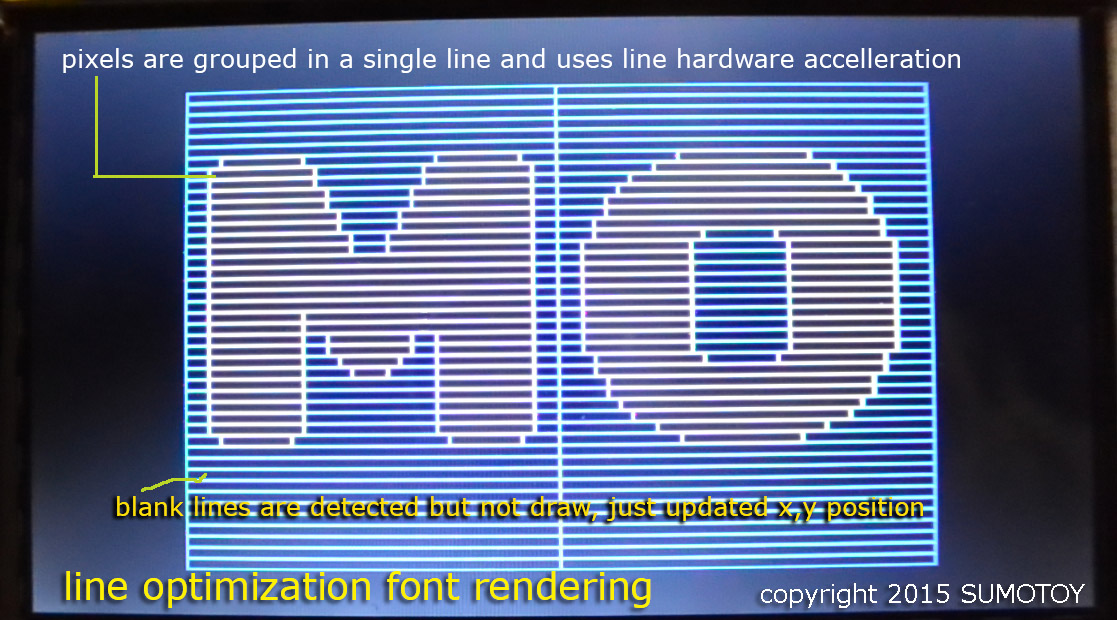 pixels are grouped in a single line and uses line hardware accelleration
MO
blank lines are detected but not draw, just updated x,y position
line optimization font rendering
copyright 2015 SUMOTOY